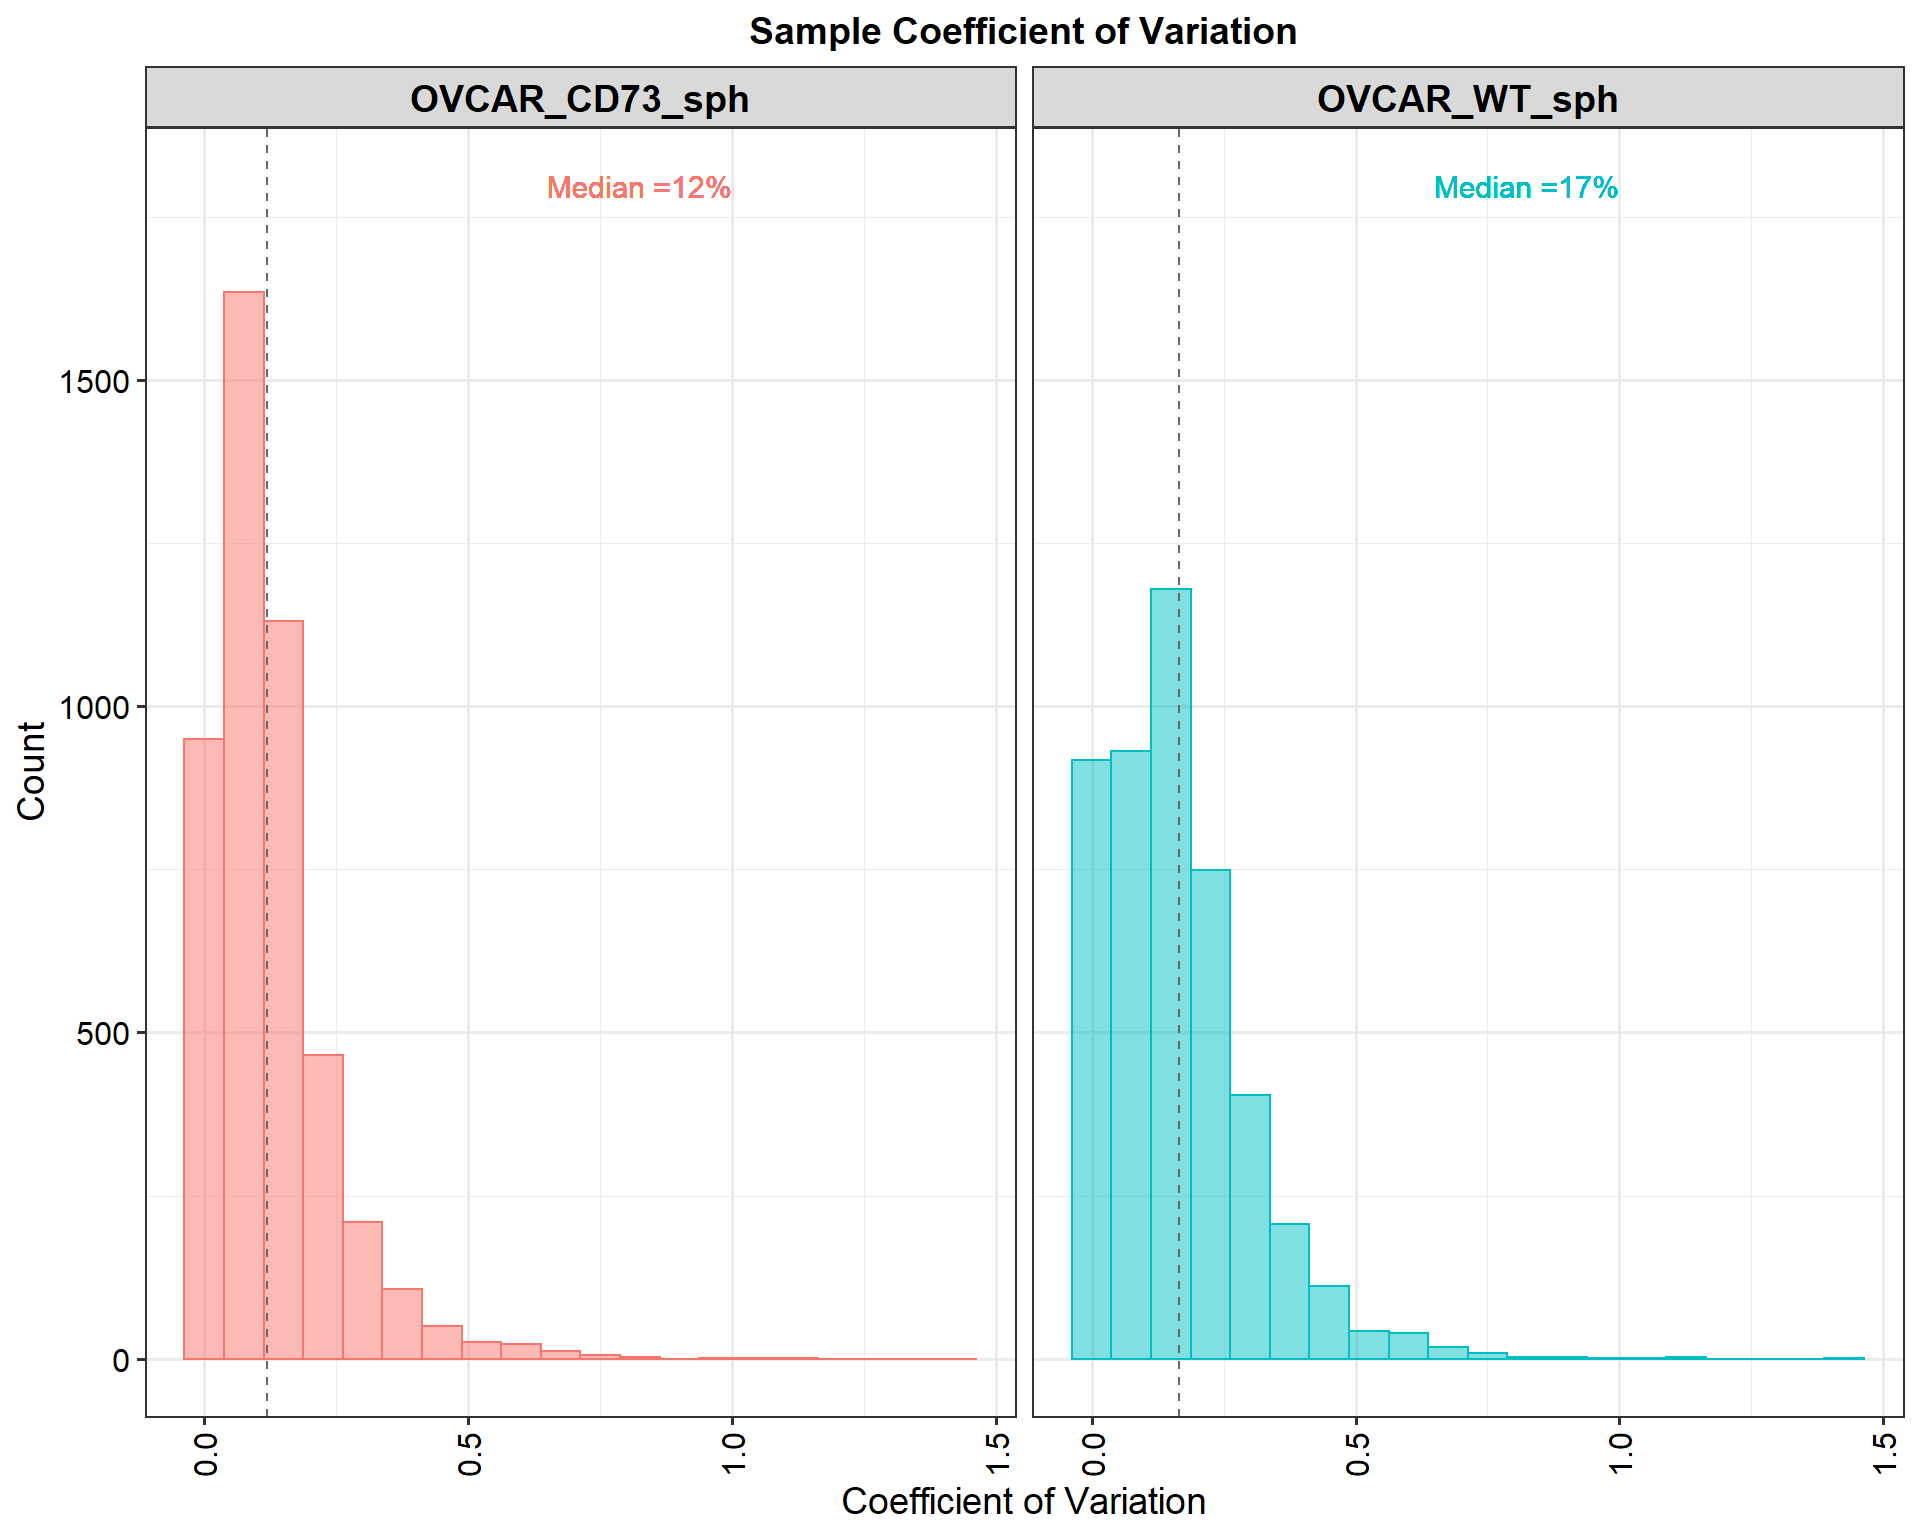 Sample Coefficient of Variation
OVCAR_CD73_sph
OVCAR_WT_sph
Median =12%
Median =17%
Count
1500
1000
500
0
0.0
0.5
1.0
1.5
0.0
0.5
1.0
1.5
Coefficient of Variation